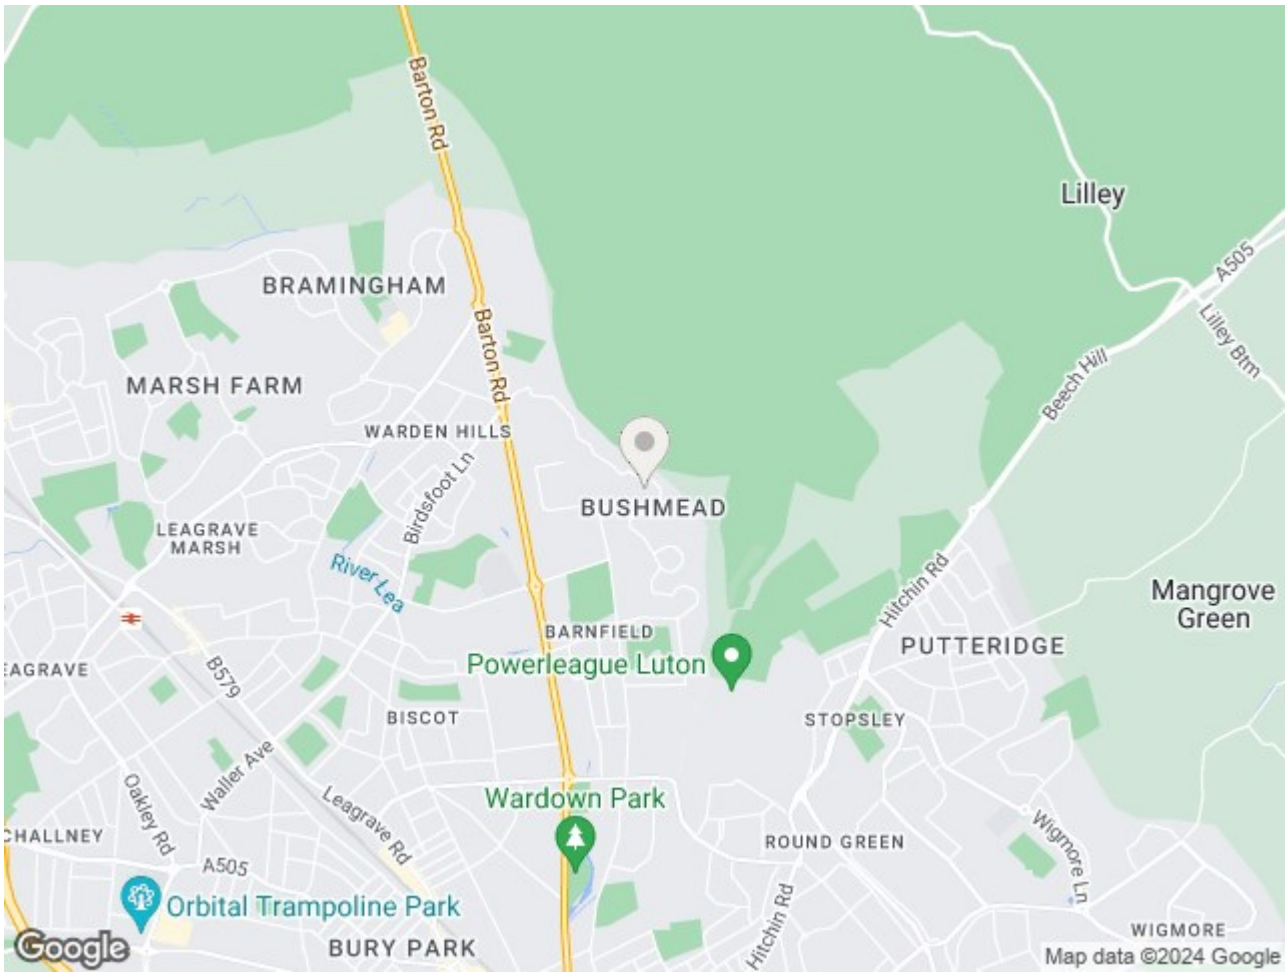 Barton Rd
Lilley
A505
BRAMINGHAM
Lilley Btm
Barton Rd
Beech Hill
MARSH FARM
WARDEN HILLS
Birdsfoot Ln
BUSHMEAD
LEAGRAVE
MARSH
River Lea
Hitchin Rd
Mangrove
Green
BARNFIELD
PUTTERIDGE
Powerleague Luton
EAGRAVE
B579
BISCOT
STOPSLEY
Waller Ave
Oakley Rd
Leagrave Rd
Wardown Park
CHALLNEY
Wigmore Ln
ROUND GREEN
A505
Hitchin Rd
Orbital Trampoline Park
WIGMORE
BURY PARK
Google
Map data ©2024 Google